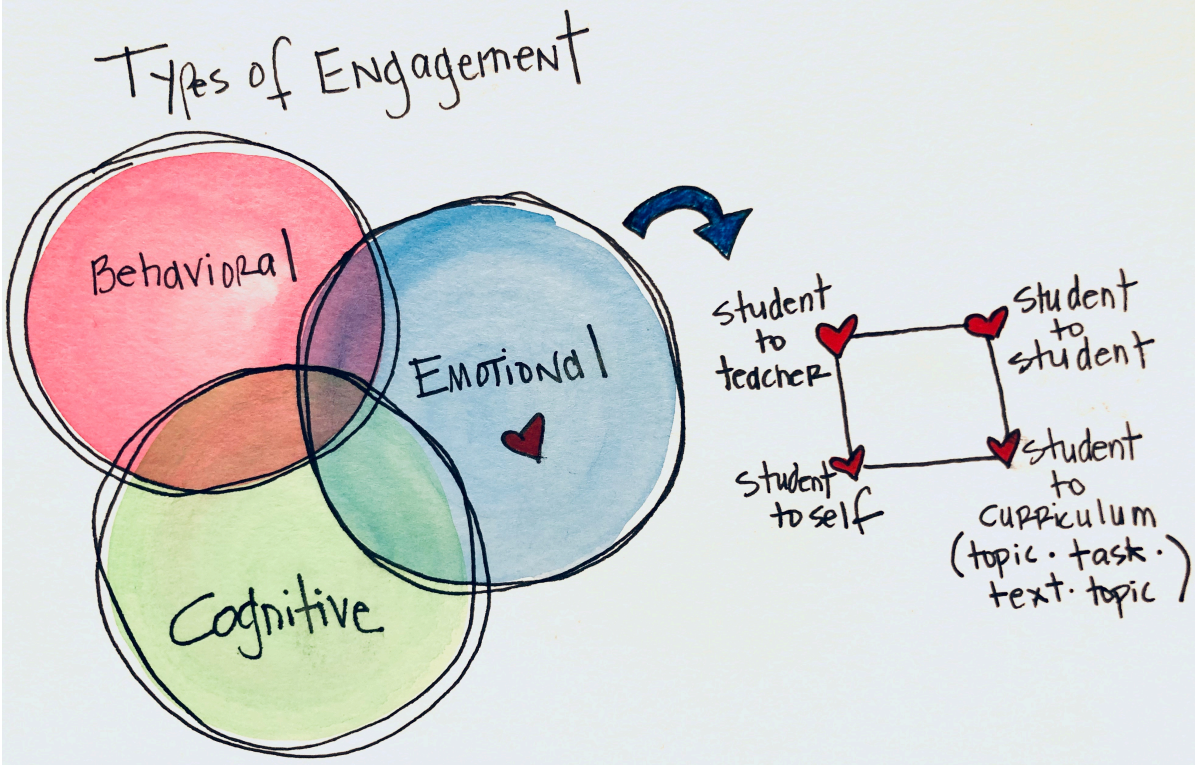 Types of Engagement
Behavioral
Emotional
Cognitive
student
to
teacher
student
to
student
student
to self
student
to
curriculum
(topic · task ·
text · topic)